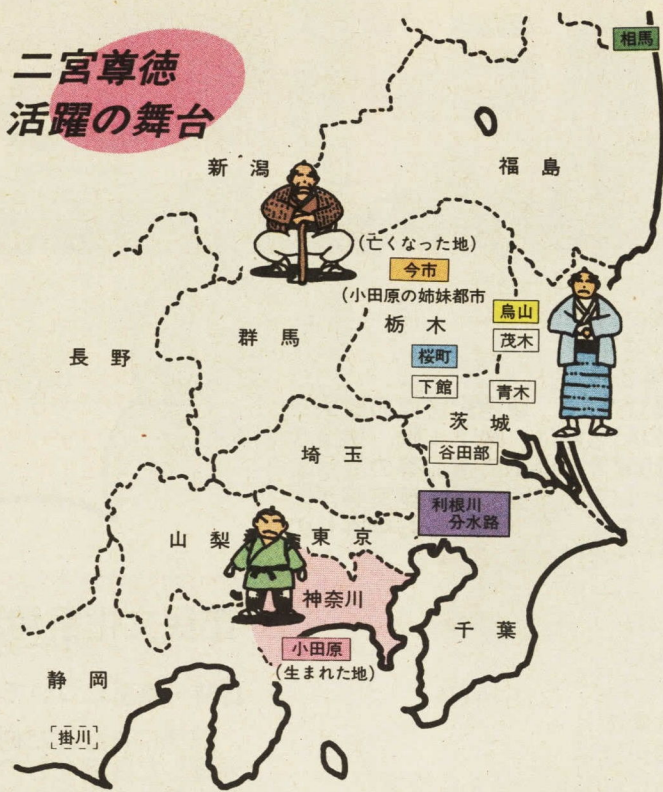 二宮尊徳
活躍の舞台
相馬
新潟
福島
(亡くなった地)
今市
(小田原の姉妹都市
栃木
烏山
茂木
群馬
長野
桜町
下館
青木
茨城
埼玉
谷田部
利根川
分水路
山梨
東京
神奈川
千葉
小田原
(生まれた地)
静岡
掛川